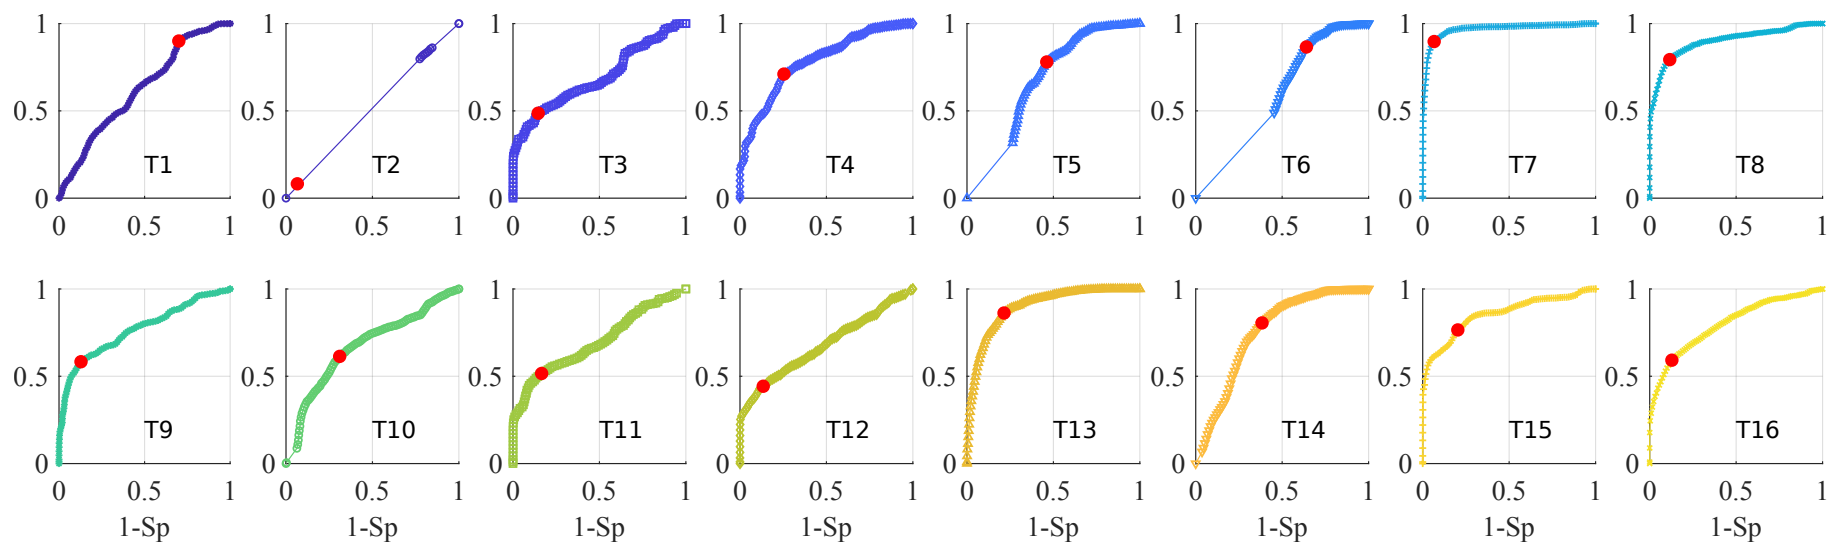 1 1 1 1 1 1 1 1
0.5 0.5 0.5 0.5 0.5 0.5 0.5 0.5
T1 T2 T3 T4 T5 T6 T7 T8
0 0 0 0 0 0 0 0
0 0.5 1 0 0.5 1 0 0.5 1 0 0.5 1 0 0.5 1 0 0.5 1 0 0.5 1 0 0.5 1
1 1 1 1 1 1 1 1
0.5 0.5 0.5 0.5 0.5 0.5 0.5 0.5
T9 T10 T11 T12 T13 T14 T15 T16
0 0 0 0 0 0 0 0
0 0.5 1 0 0.5 1 0 0.5 1 0 0.5 1 0 0.5 1 0 0.5 1 0 0.5 1 0 0.5 1
1-Sp 1-Sp 1-Sp 1-Sp 1-Sp 1-Sp 1-Sp 1-Sp